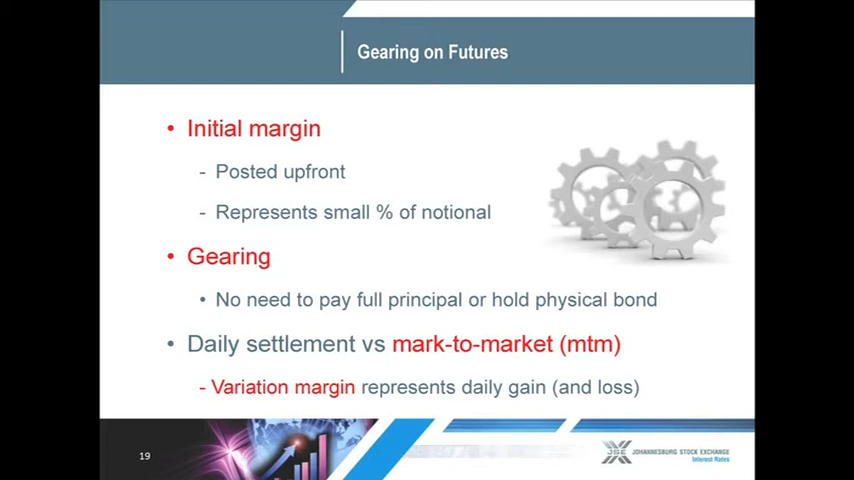 Gearing on Futures
• Initial margin
- Posted upfront
- Represents small % of notional
• Gearing
• No need to pay full principal or hold physical bond
• Daily settlement vs mark-to-market (mtm)
- Variation margin represents daily gain (and loss)
19
JSE
JOHANNESBURG STOCK EXCHANGE
Interest Rates